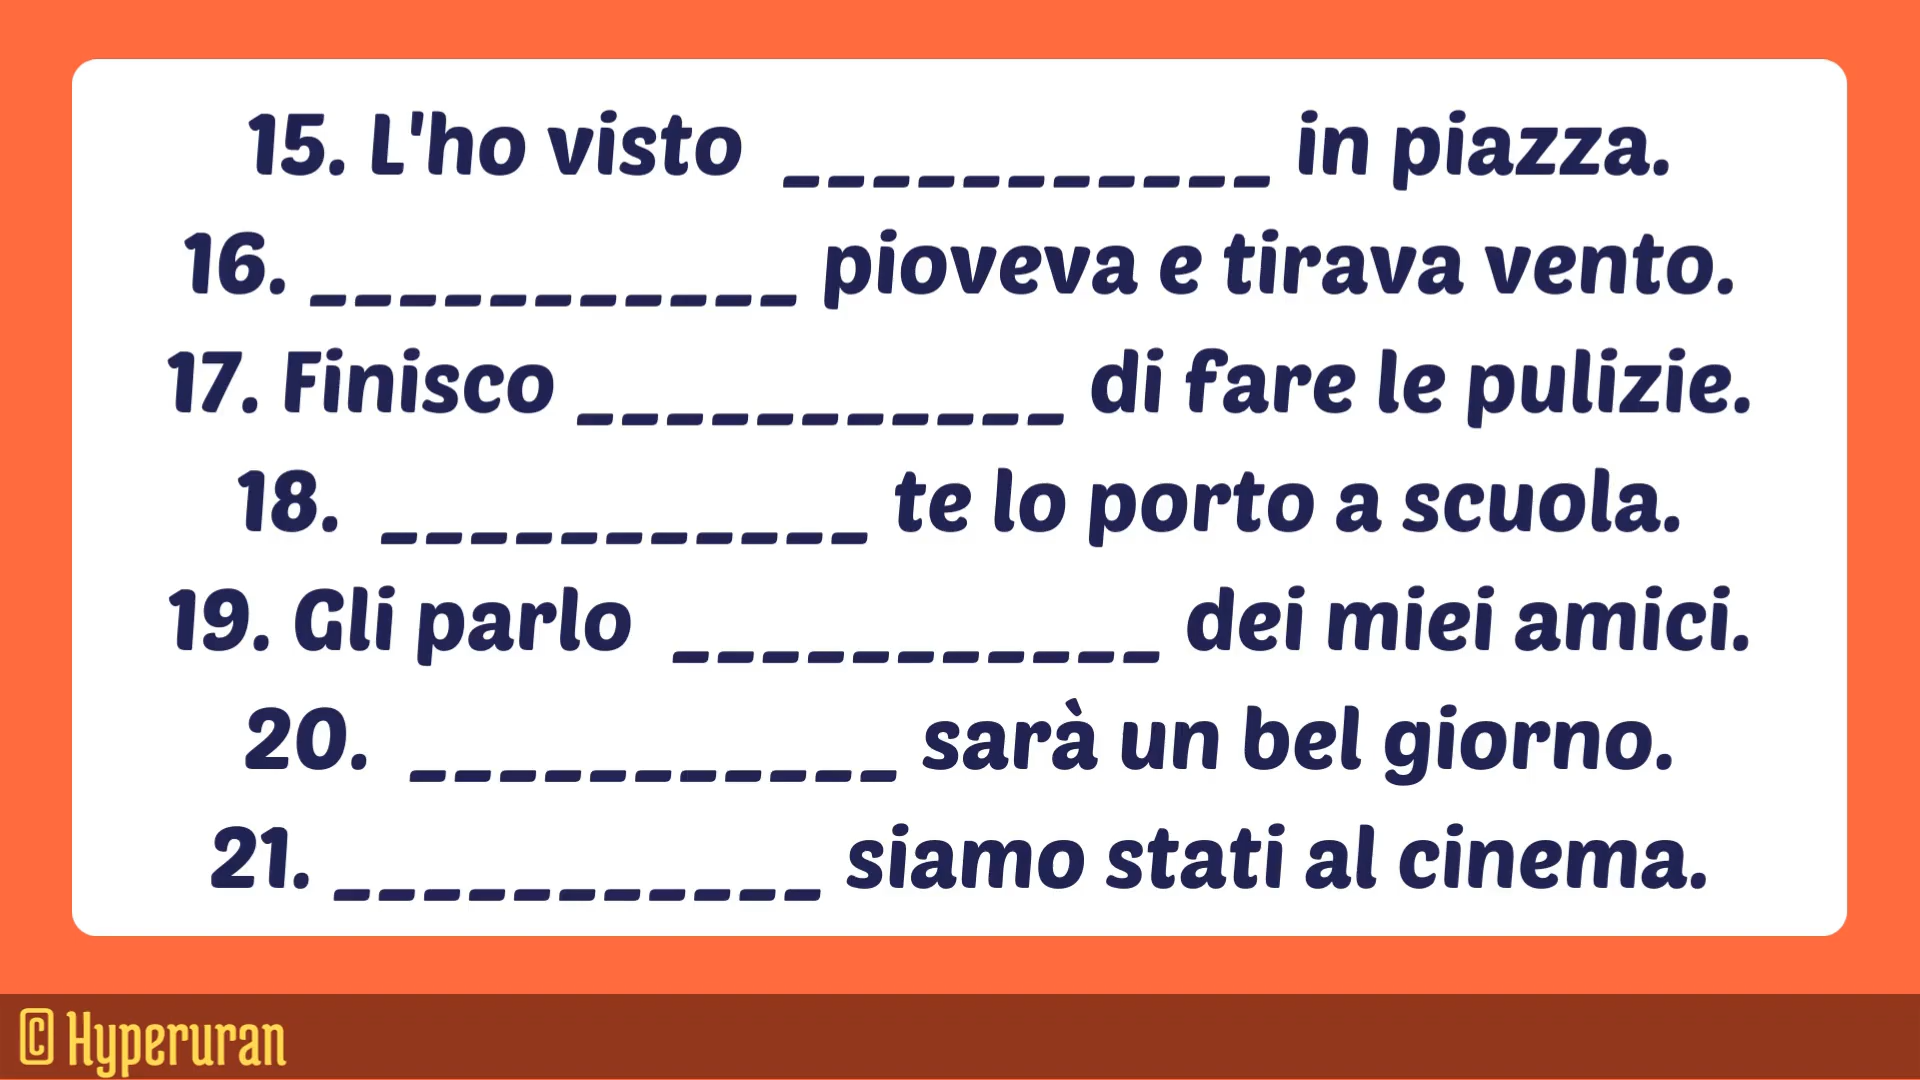 15. L'ho visto ___________ in piazza.
16. ___________ pioveva e tirava vento.
17. Finisco ___________ di fare le pulizie.
18. ___________ te lo porto a scuola.
19. Gli parlo ___________ dei miei amici.
20. ___________ sarà un bel giorno.
21. ___________ siamo stati al cinema.
© Hyperuran